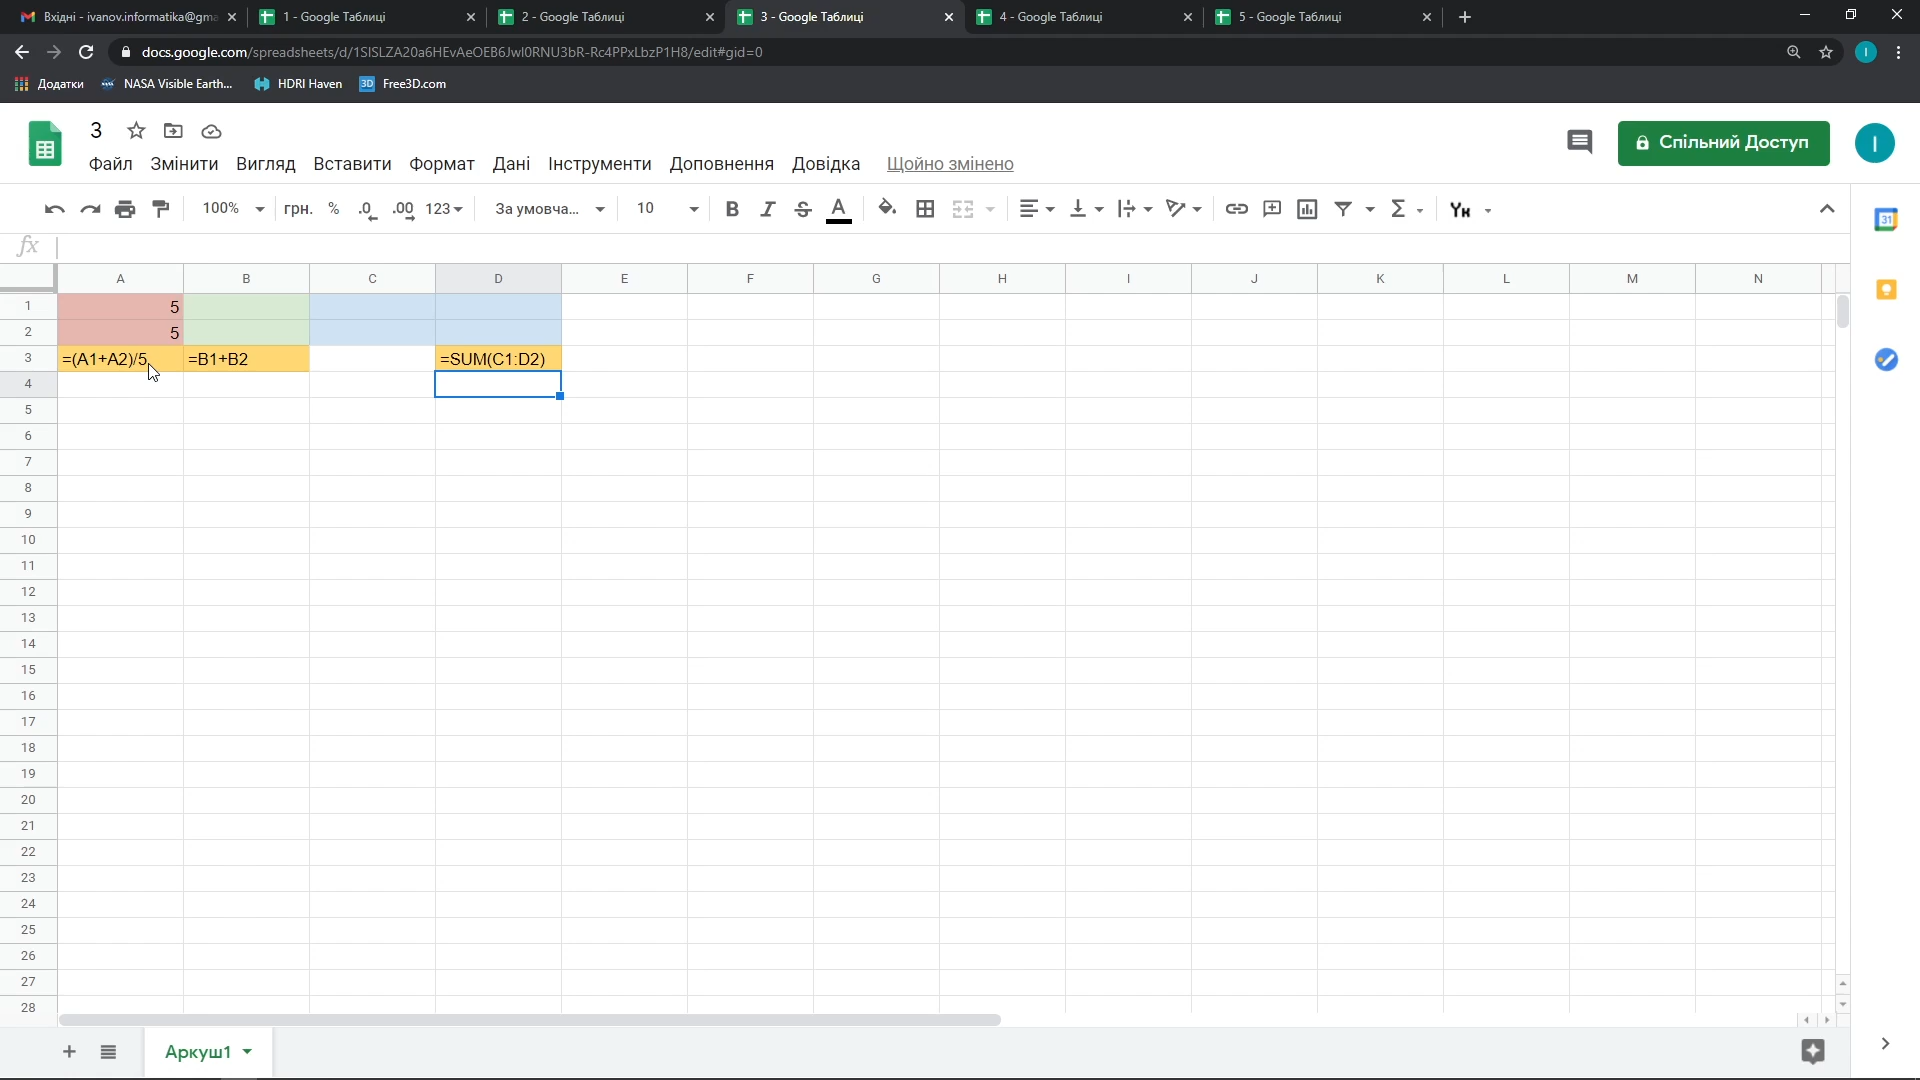 Вхідні - ivanov.informatika@gma
1 - Google Таблиці
2 - Google Таблиці
3 - Google Таблиці
4 - Google Таблиці
5 - Google Таблиці
docs.google.com/spreadsheets/d/1SlSLZA20a6HEvAeOEB6Jwl0RNU3bR-Rc4PPxLbzP1H8/edit#gid=0
I
Додатки
NASA Visible Earth...
3D
HDRI Haven
Free3D.com
3
Файл
Змінити
Вигляд
Вставити
Формат
Дані
Інструменти
Доповнення
Довідка
Щойно змінено
Спільний Доступ
I
100%
грн.
%
.0
.00
123
За умовча...
10
B
I
S
A
Σ
Ук
31
fx
A B C D E F G H I J K L M N
1 5
2 5
3 =(A1+A2)/5 =B1+B2 =SUM(C1:D2)
4
5
6
7
8
9
10
11
12
13
14
15
16
17
18
19
20
21
22
23
24
25
26
27
28
Аркуш1